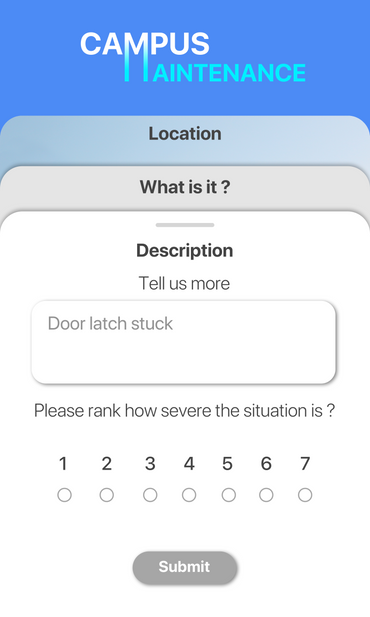 CAMPUS
MAINTENANCE
Location
What is it ?
Description
Tell us more
Door latch stuck
Please rank how severe the situation is ?
1 2 3 4 5 6 7
Submit